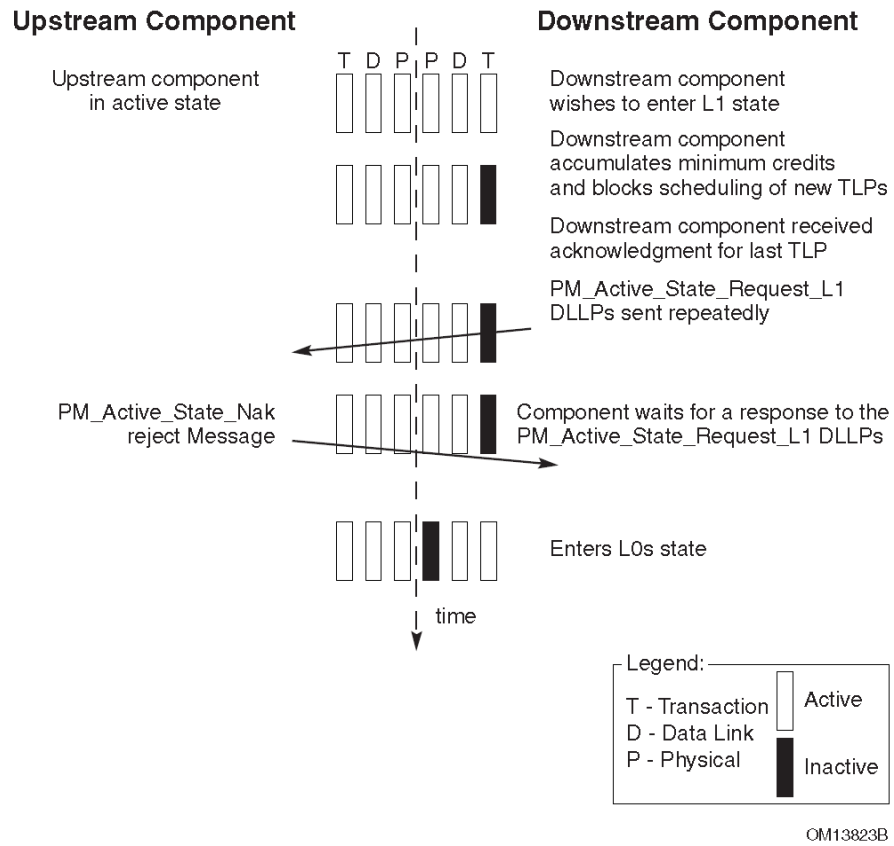 Upstream Component
Downstream Component
T D P P D T
Upstream component
in active state
Downstream component
wishes to enter L1 state
Downstream component
accumulates minimum credits
and blocks scheduling of new TLPs
Downstream component received
acknowledgment for last TLP
PM_Active_State_Request_L1
DLLPs sent repeatedly
PM_Active_State_Nak
reject Message
Component waits for a response to the
PM_Active_State_Request_L1 DLLPs
Enters L0s state
time
Legend:
T - Transaction
D - Data Link
P - Physical
Active
Inactive
OM13823B